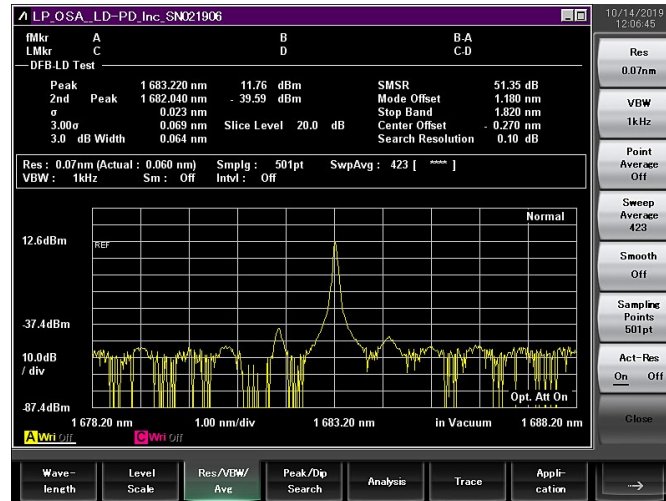 LP_OSA__LD-PD_Inc_SN021906
10/14/2019
12:06:45
fMkr A B B-A
LMkr C D C-D
DFB-LD Test
Peak 1 683.220 nm 11.76 dBm SMSR 51.35 dB
2nd Peak 1 682.040 nm - 39.59 dBm Mode Offset 1.180 nm
σ 0.023 nm Stop Band 1.820 nm
3.00σ 0.069 nm Slice Level 20.0 dB Center Offset - 0.270 nm
3.0 dB Width 0.064 nm Search Resolution 0.10 dB
Res : 0.07nm (Actual : 0.060 nm) Smplg : 501pt SwpAvg : 423 [ **** ]
VBW : 1kHz Sm : Off Intvl : Off
Normal
12.6dBm
REF
-37.4dBm
10.0dB
/ div
Opt. Att On
-87.4dBm
1 678.20 nm 1.00 nm/div 1 683.20 nm in Vacuum 1 688.20 nm
A Wri Off C Wri Off
Res
0.07nm
VBW
1kHz
Point
Average
Off
Sweep
Average
423
Smooth
Off
Sampling
Points
501pt
Act-Res
On Off
Close
Wave-
length
Level
Scale
Res/VBW/
Avg
Peak/Dip
Search
Analysis
Trace
Appli-
cation
→